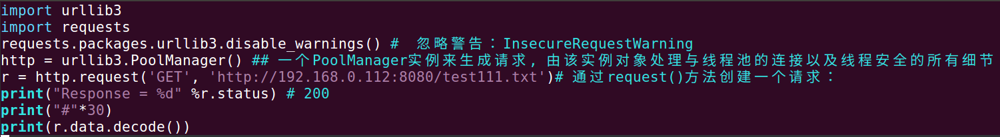 import urllib3
import requests
requests.packages.urllib3.disable_warnings() #  忽略警告：InsecureRequestWarning
http = urllib3.PoolManager() ## 一个PoolManager实例来生成请求, 由该实例对象处理与线程池的连接以及线程安全的所有细节
r = http.request('GET', 'http://192.168.0.112:8080/test111.txt')# 通过request()方法创建一个请求：
print("Response = %d" %r.status) # 200
print("#"*30)
print(r.data.decode())